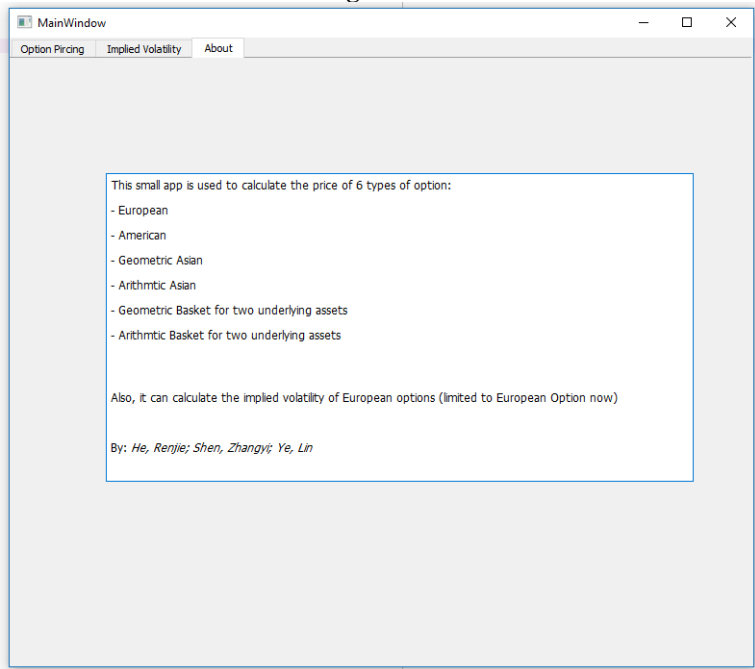 MainWindow
Option Pircing Implied Volatility About
This small app is used to calculate the price of 6 types of option:
- European
- American
- Geometric Asian
- Arithmtic Asian
- Geometric Basket for two underlying assets
- Arithmtic Basket for two underlying assets
Also, it can calculate the implied volatility of European options (limited to European Option now)
By: He, Renjie; Shen, Zhangyi; Ye, Lin